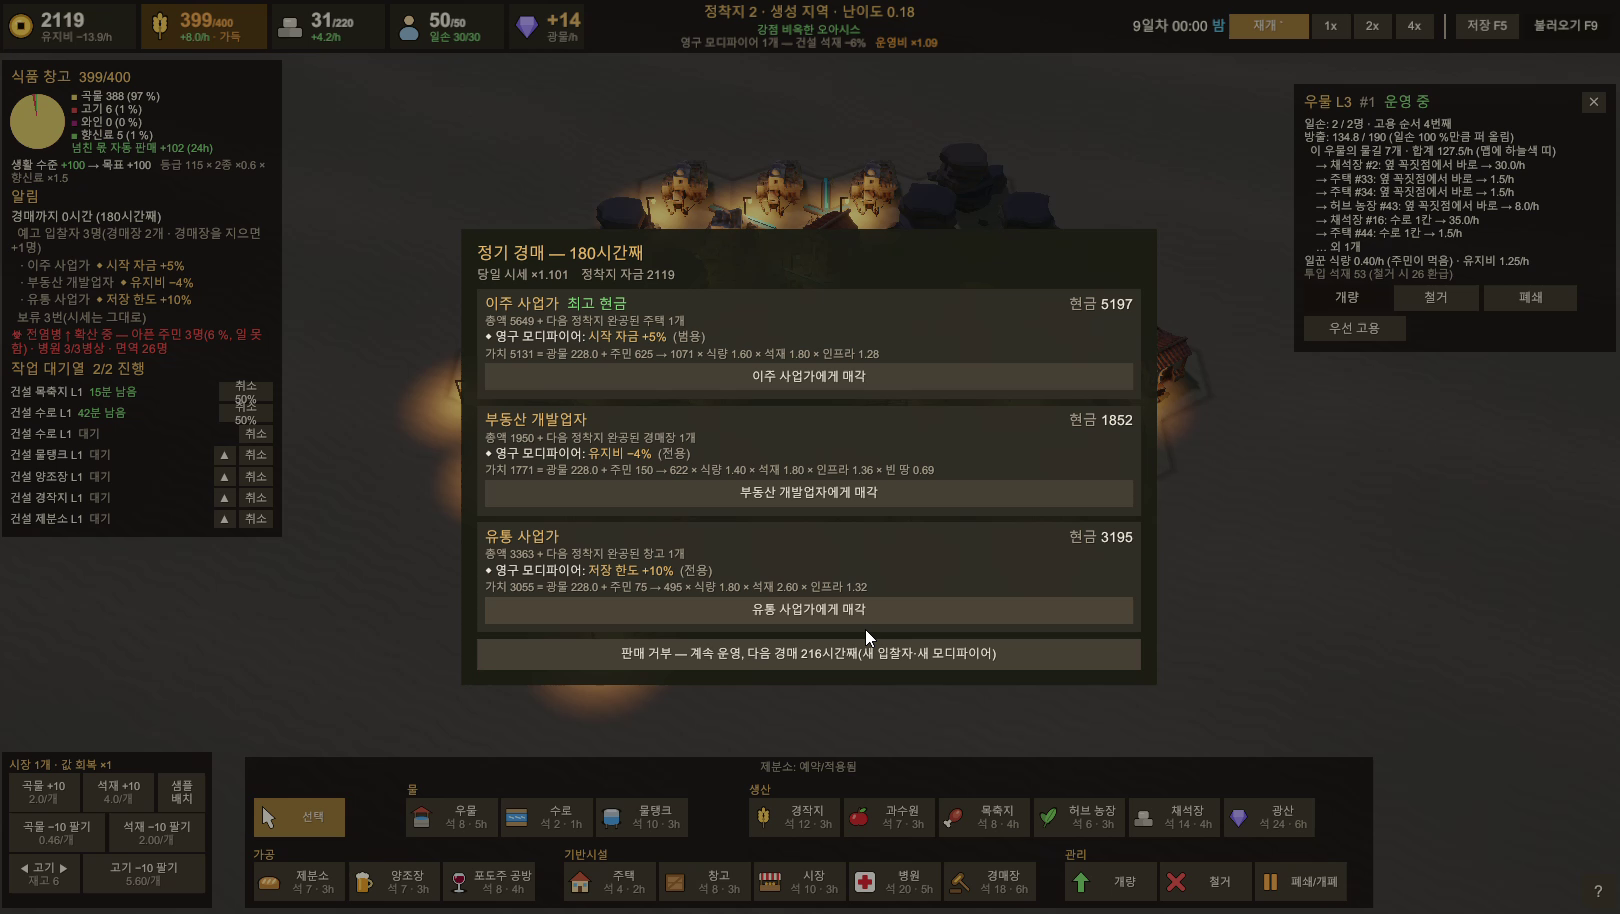 2119
유지비 −13.9/h
399/400
+8.0/h · 가득
31/220
+4.2/h
50/50
일손 30/30
+14
광물/h
정착지 2 · 생성 지역 · 난이도 0.18
강점 비옥한 오아시스
영구 모디파이어 1개 — 건설 석재 −6% 운영비 ×1.09
9일차 00:00 밤
재개
1x
2x
4x
저장 F5
불러오기 F9
식품 창고 399/400
곡물 388 (97 %)
고기 6 (1 %)
와인 0 (0 %)
향신료 5 (1 %)
넘친 몫 자동 판매 +102 (24h)
생활 수준 +100 → 목표 +100 등급 115 × 2종 ×0.6 ×
향신료 ×1.5
알림
경매까지 0시간 (180시간째)
예고 입찰자 3명(경매장 2개 · 경매장을 지으면
+1명)
· 이주 사업가 ◆ 시작 자금 +5%
· 부동산 개발업자 ◆ 유지비 −4%
· 유통 사업가 ◆ 저장 한도 +10%
보류 3번(시세는 그대로)
☣ 전염병 ↑ 확산 중 — 아픈 주민 3명(6 %, 일 못
함) · 병원 3/3병상 · 면역 26명
작업 대기열 2/2 진행
건설 목축지 L1 15분 남음
취소
50%
건설 수로 L1 42분 남음
취소
50%
건설 수로 L1 대기
취소
건설 물탱크 L1 대기
▲ 취소
건설 양조장 L1 대기
▲ 취소
건설 경작지 L1 대기
▲ 취소
건설 제분소 L1 대기
▲ 취소
정기 경매 — 180시간째
당일 시세 ×1.101 정착지 자금 2119
이주 사업가 최고 현금
현금 5197
총액 5649 + 다음 정착지 완공된 주택 1개
◆ 영구 모디파이어: 시작 자금 +5% (범용)
가치 5131 = 광물 228.0 + 주민 625 → 1071 × 식량 1.60 × 석재 1.80 × 인프라 1.28
이주 사업가에게 매각
부동산 개발업자
현금 1852
총액 1950 + 다음 정착지 완공된 경매장 1개
◆ 영구 모디파이어: 유지비 −4% (전용)
가치 1771 = 광물 228.0 + 주민 150 → 622 × 식량 1.40 × 석재 1.80 × 인프라 1.36 × 빈 땅 0.69
부동산 개발업자에게 매각
유통 사업가
현금 3195
총액 3363 + 다음 정착지 완공된 창고 1개
◆ 영구 모디파이어: 저장 한도 +10% (전용)
가치 3055 = 광물 228.0 + 주민 75 → 495 × 식량 1.80 × 석재 2.60 × 인프라 1.32
유통 사업가에게 매각
판매 거부 — 계속 운영, 다음 경매 216시간째(새 입찰자·새 모디파이어)
우물 L3 #1 운영 중
✕
일손: 2 / 2명 · 고용 순서 4번째
방출: 134.8 / 190 (일손 100 %만큼 퍼 올림)
이 우물의 물길 7개 · 합계 127.5/h (맵에 하늘색 띠)
→ 채석장 #2: 옆 꼭짓점에서 바로 → 30.0/h
→ 주택 #33: 옆 꼭짓점에서 바로 → 1.5/h
→ 주택 #34: 옆 꼭짓점에서 바로 → 1.5/h
→ 허브 농장 #43: 옆 꼭짓점에서 바로 → 8.0/h
→ 채석장 #16: 수로 1칸 → 35.0/h
→ 주택 #44: 수로 1칸 → 1.5/h
… 외 1개
일꾼 식량 0.40/h (주민이 먹음) · 유지비 1.25/h
투입 석재 53 (철거 시 26 환급)
개량
철거
폐쇄
우선 고용
시장 1개 · 값 회복 ×1
곡물 +10
2.0/개
석재 +10
4.0/개
샘플
배치
곡물 −10 팔기
0.46/개
석재 −10 팔기
2.00/개
◀ 고기 ▶
재고 6
고기 −10 팔기
5.60/개
제분소: 예약/적용됨
선택
물
우물
석 8 · 5h
수로
석 2 · 1h
물탱크
석 10 · 3h
생산
경작지
석 12 · 3h
과수원
석 7 · 3h
목축지
석 8 · 4h
허브 농장
석 6 · 3h
채석장
석 14 · 4h
광산
석 24 · 6h
가공
제분소
석 7 · 3h
양조장
석 7 · 3h
포도주 공방
석 8 · 4h
기반시설
주택
석 4 · 2h
창고
석 8 · 3h
시장
석 10 · 3h
병원
석 20 · 5h
경매장
석 18 · 6h
관리
개량
철거
폐쇄/개폐
?